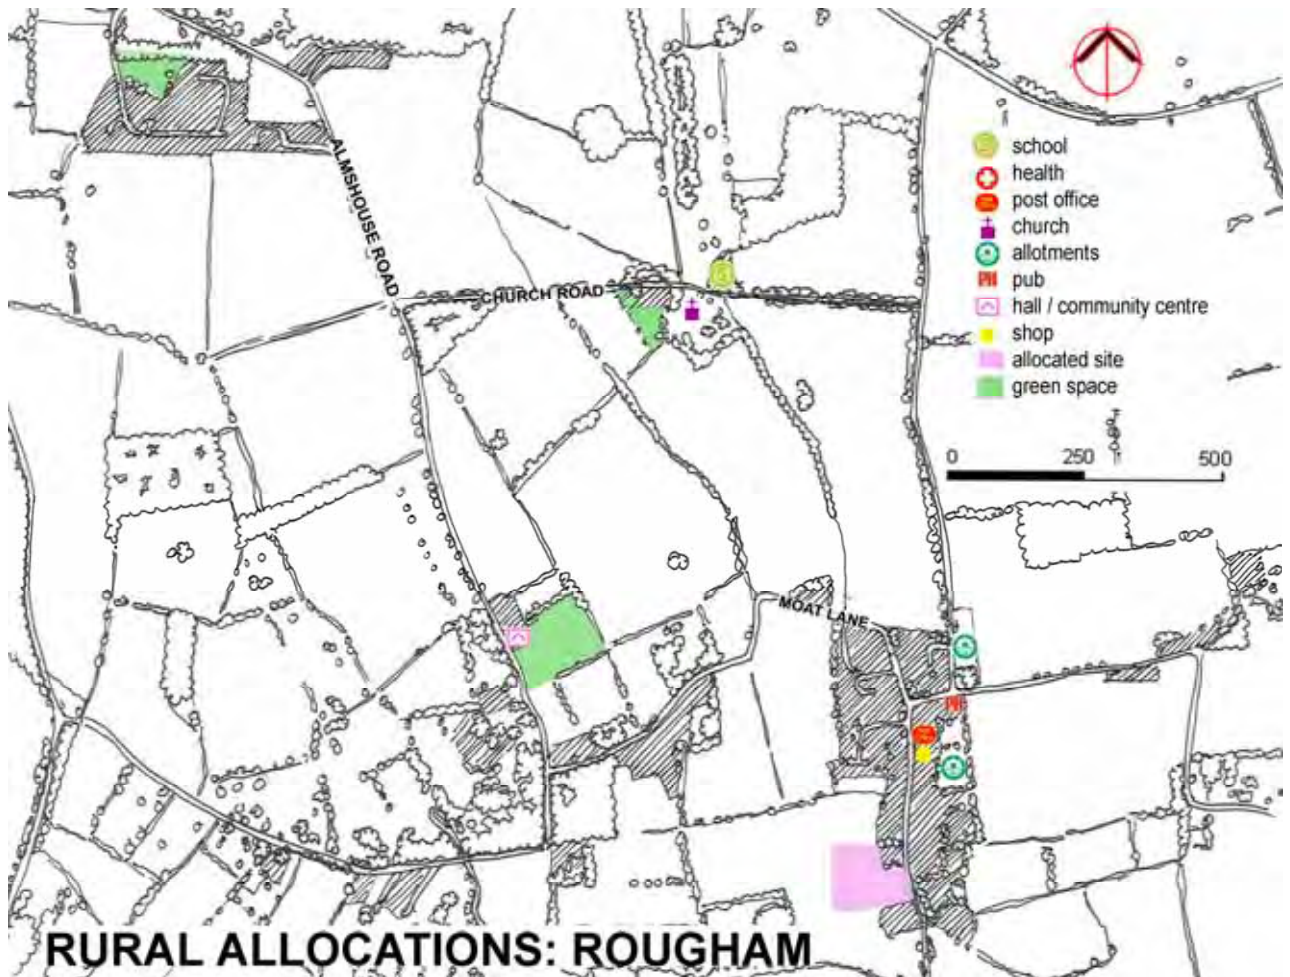 school
health
post office
church
allotments
PH pub
hall / community centre
shop
allocated site
green space
0 250 500
ALMSHOUSE ROAD
CHURCH ROAD
MOAT LANE
PH
RURAL ALLOCATIONS: ROUGHAM